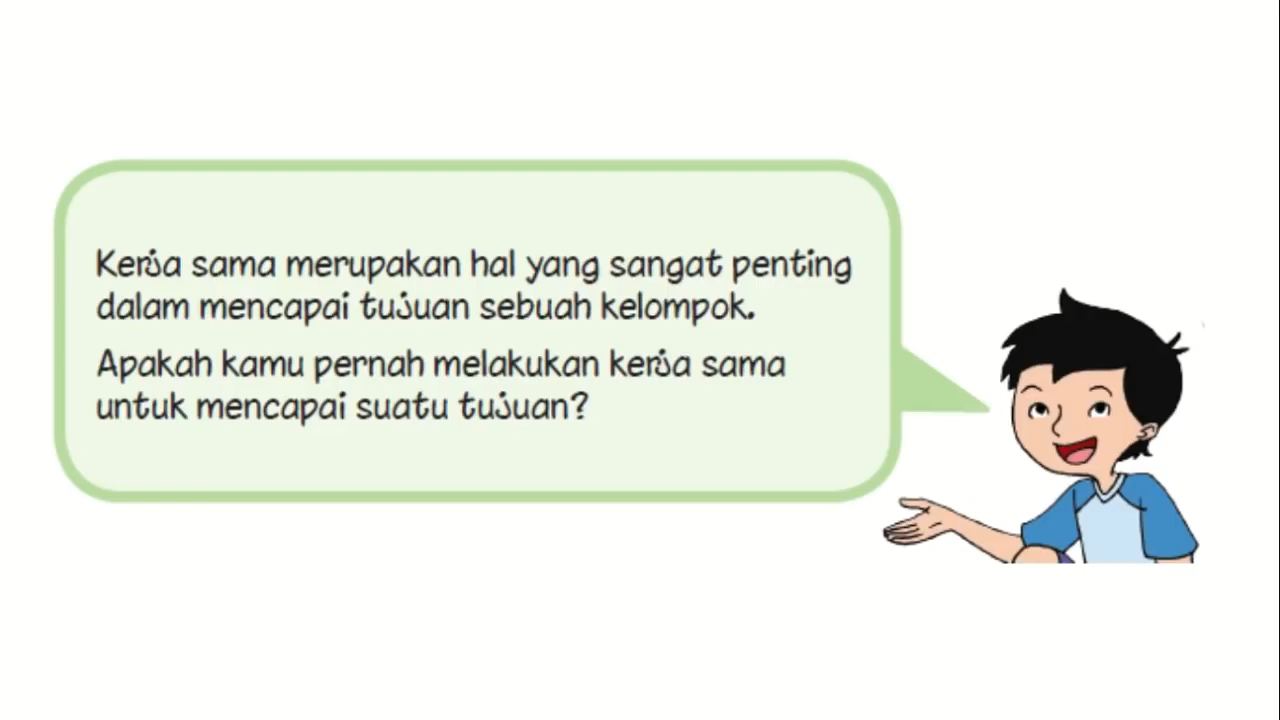 Kerja sama merupakan hal yang sangat penting
dalam mencapai tujuan sebuah kelompok.
Apakah kamu pernah melakukan kerja sama
untuk mencapai suatu tujuan?